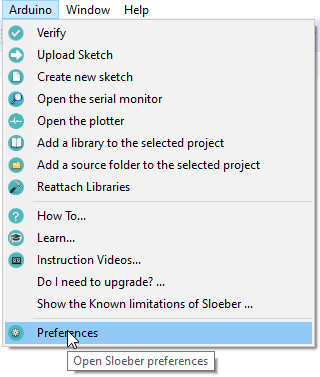 Arduino Window Help
Verify
Upload Sketch
Create new sketch
Open the serial monitor
Open the plotter
Add a library to the selected project
Add a source folder to the selected project
Reattach Libraries
How To...
Learn...
Instruction Videos...
Do I need to upgrade? ...
Show the Known limitations of Sloeber ...
Preferences
Open Sloeber preferences